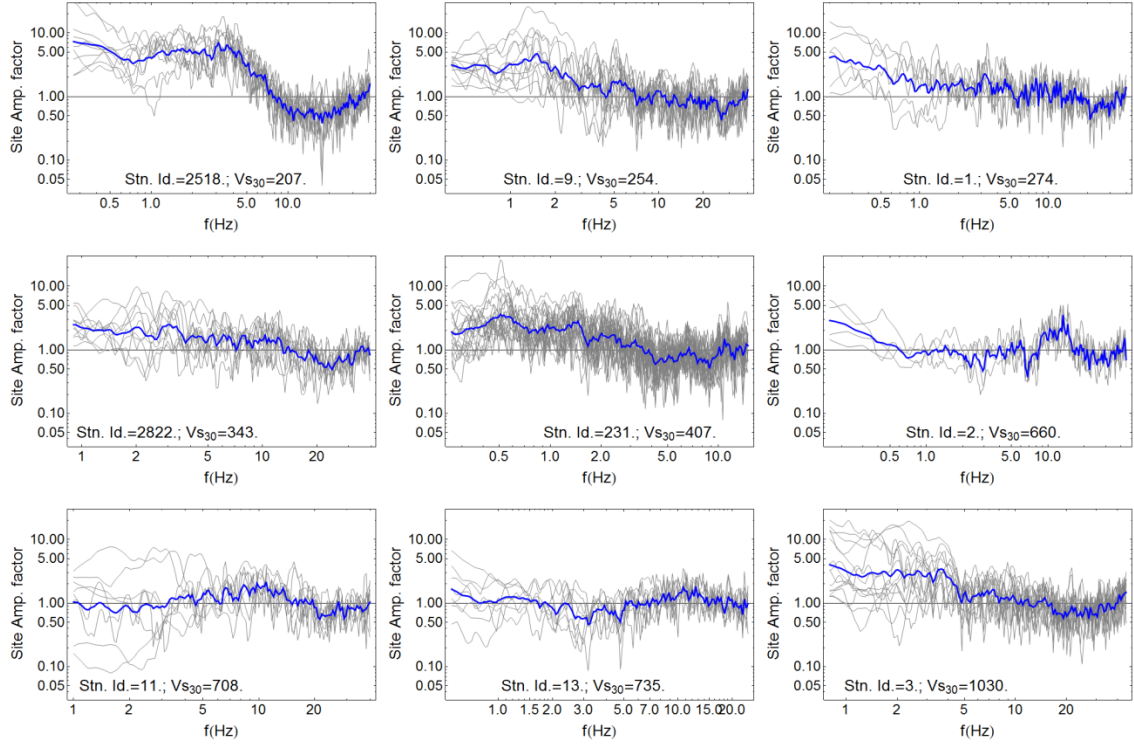 Site Amp. factor
10.00
5.00
1.00
0.50
0.10
0.05
Stn. Id.=2518.; Vs30=207.
0.5 1.0 5.0 10.0
f(Hz)
Site Amp. factor
10.00
5.00
1.00
0.50
0.10
0.05
Stn. Id.=9.; Vs30=254.
1 2 5 10 20
f(Hz)
Site Amp. factor
10.00
5.00
1.00
0.50
0.10
0.05
Stn. Id.=1.; Vs30=274.
0.5 1.0 5.0 10.0
f(Hz)
Site Amp. factor
10.00
5.00
1.00
0.50
0.10
0.05
Stn. Id.=2822.; Vs30=343.
1 2 5 10 20
f(Hz)
Site Amp. factor
10.00
5.00
1.00
0.50
0.10
0.05
Stn. Id.=231.; Vs30=407.
0.5 1.0 5.0 10.0
f(Hz)
Site Amp. factor
10.00
5.00
1.00
0.50
0.10
0.05
Stn. Id.=2.; Vs30=660.
0.5 1.0 5.0 10.0
f(Hz)
Site Amp. factor
10.00
5.00
1.00
0.50
0.10
0.05
Stn. Id.=11.; Vs30=708.
1 2 5 10 20
f(Hz)
Site Amp. factor
10.00
5.00
1.00
0.50
0.10
0.05
Stn. Id.=13.; Vs30=735.
1.0 1.5 2.0 3.0 5.0 7.0 10.0 15.0 20.0
f(Hz)
Site Amp. factor
10.00
5.00
1.00
0.50
0.10
0.05
Stn. Id.=3.; Vs30=1030.
1 2 5 10 20
f(Hz)